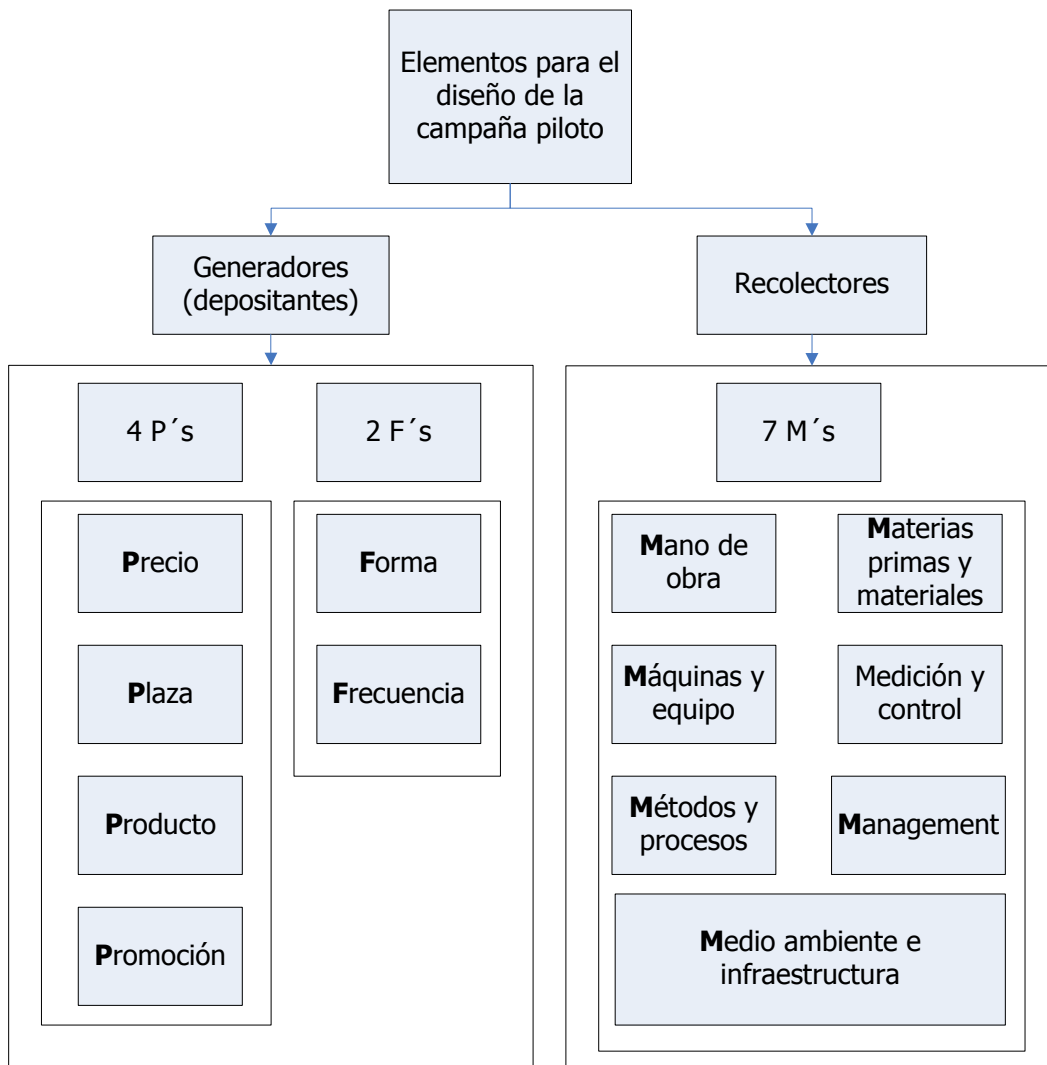 Elementos para el
diseño de la
campaña piloto
Generadores
(depositantes)
Recolectores
4 P´s
2 F´s
7 M´s
Precio
Forma
Mano de
obra
Materias
primas y
materiales
Plaza
Frecuencia
Máquinas y
equipo
Medición y
control
Producto
Métodos y
procesos
Management
Promoción
Medio ambiente e
infraestructura